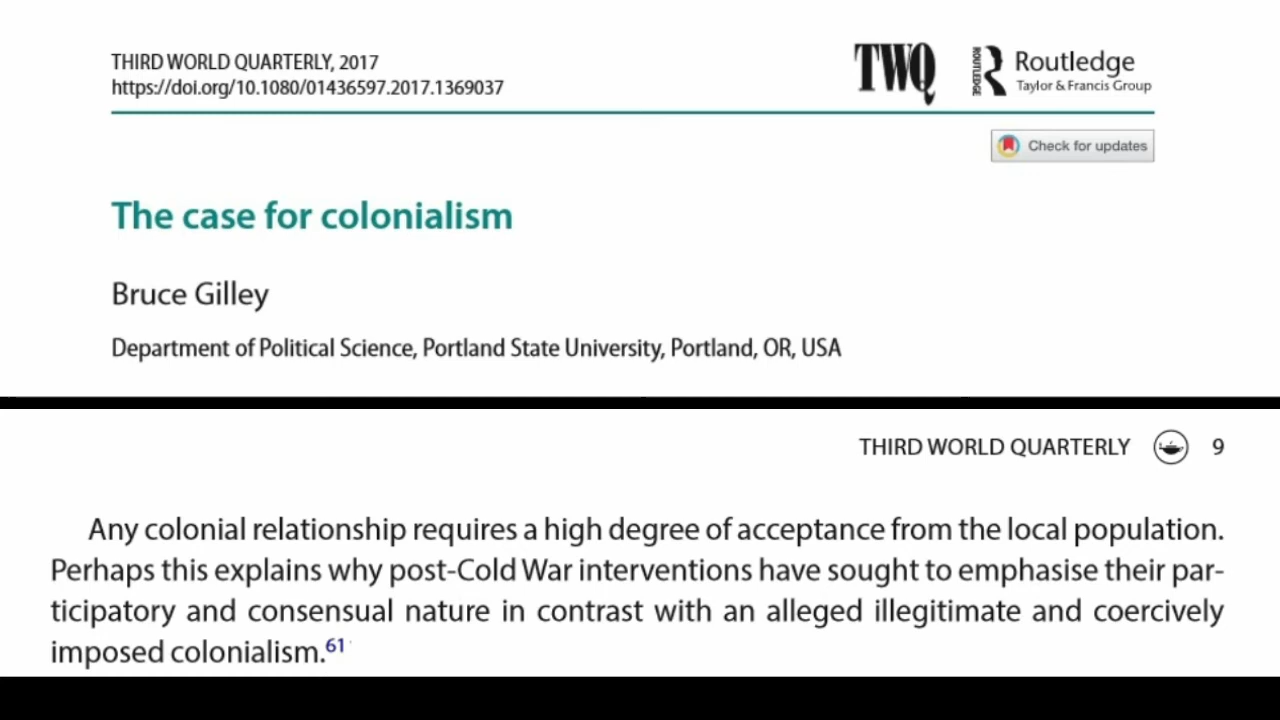 THIRD WORLD QUARTERLY, 2017
https://doi.org/10.1080/01436597.2017.1369037
TWQ
ROUTLEDGE
Routledge
Taylor & Francis Group
Check for updates
The case for colonialism
Bruce Gilley
Department of Political Science, Portland State University, Portland, OR, USA
THIRD WORLD QUARTERLY 9
Any colonial relationship requires a high degree of acceptance from the local population.
Perhaps this explains why post-Cold War interventions have sought to emphasise their par-
ticipatory and consensual nature in contrast with an alleged illegitimate and coercively
imposed colonialism.61